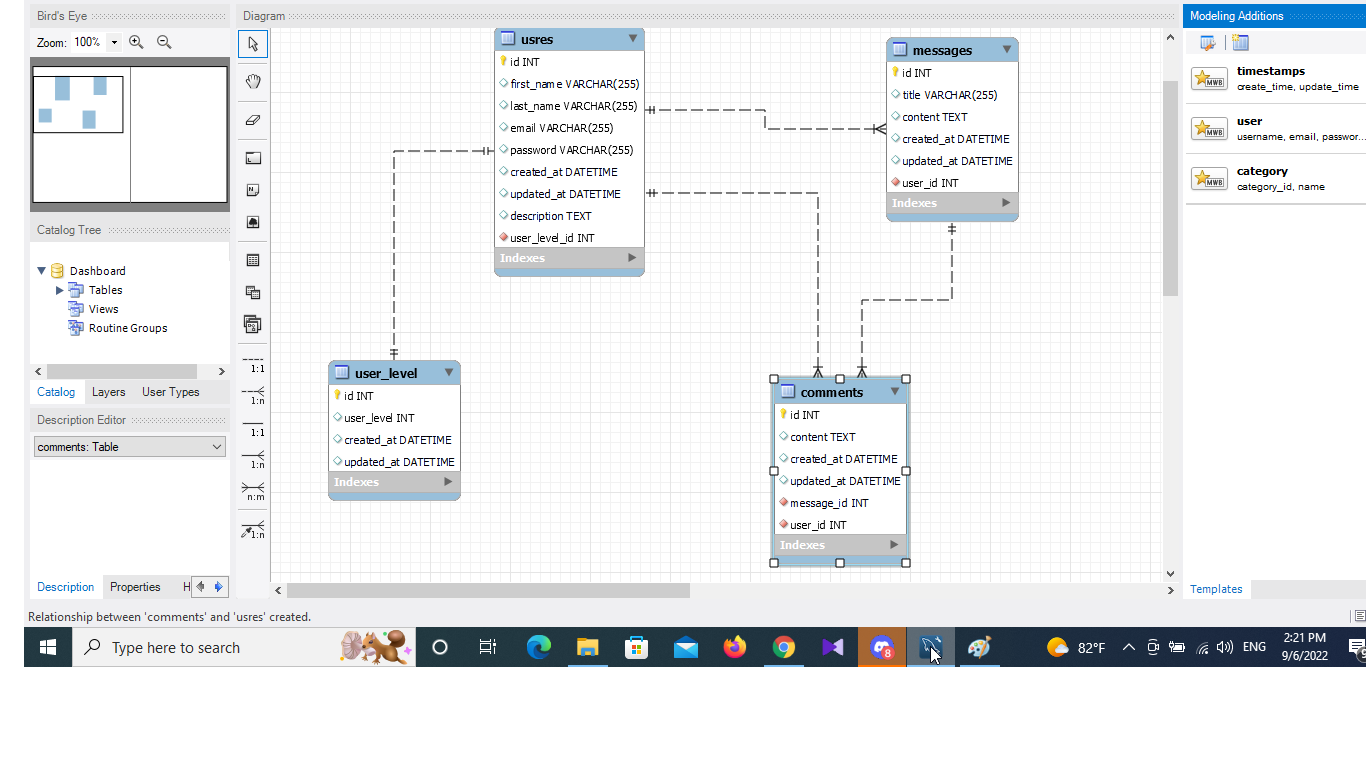 Bird's Eye
Zoom: 100%
Catalog Tree
Dashboard
Tables
Views
Routine Groups
Catalog Layers User Types
Description Editor
comments: Table
Description Properties H
Diagram
1:1
1:n
1:1
1:n
n:m
1:n
usres
id INT
first_name VARCHAR(255)
last_name VARCHAR(255)
email VARCHAR(255)
password VARCHAR(255)
created_at DATETIME
updated_at DATETIME
description TEXT
user_level_id INT
Indexes
messages
id INT
title VARCHAR(255)
content TEXT
created_at DATETIME
updated_at DATETIME
user_id INT
Indexes
user_level
id INT
user_level INT
created_at DATETIME
updated_at DATETIME
Indexes
comments
id INT
content TEXT
created_at DATETIME
updated_at DATETIME
message_id INT
user_id INT
Indexes
Modeling Additions
MWB
timestamps
create_time, update_time
MWB
user
username, email, passwor...
MWB
category
category_id, name
Templates
Relationship between 'comments' and 'usres' created.
Type here to search
8
82°F
ENG
2:21 PM
9/6/2022